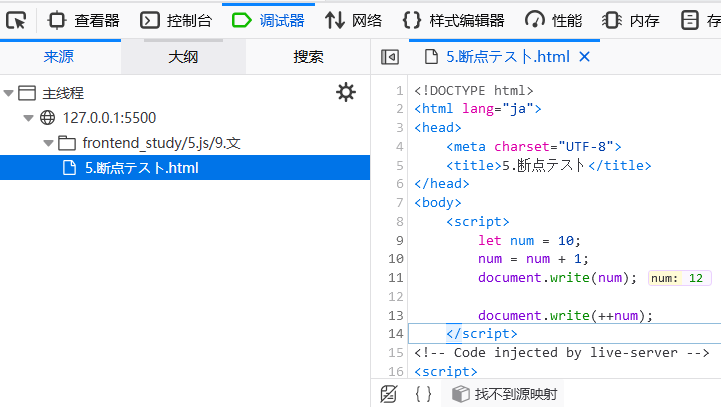 查看器 控制台 调试器 网络 样式编辑器 性能 内存 存
来源 大纲 搜索
主线程
127.0.0.1:5500
frontend_study/5.js/9.文
5.断点テスト.html
5.断点テスト.html
1 <!DOCTYPE html>
2 <html lang="ja">
3 <head>
4 <meta charset="UTF-8">
5 <title>5.断点テスト</title>
6 </head>
7 <body>
8 <script>
9 let num = 10;
10 num = num + 1;
11 document.write(num); num: 12
12
13 document.write(++num);
14 </script>
15 <!-- Code injected by live-server -->
16 <script>
{ } 找不到源映射